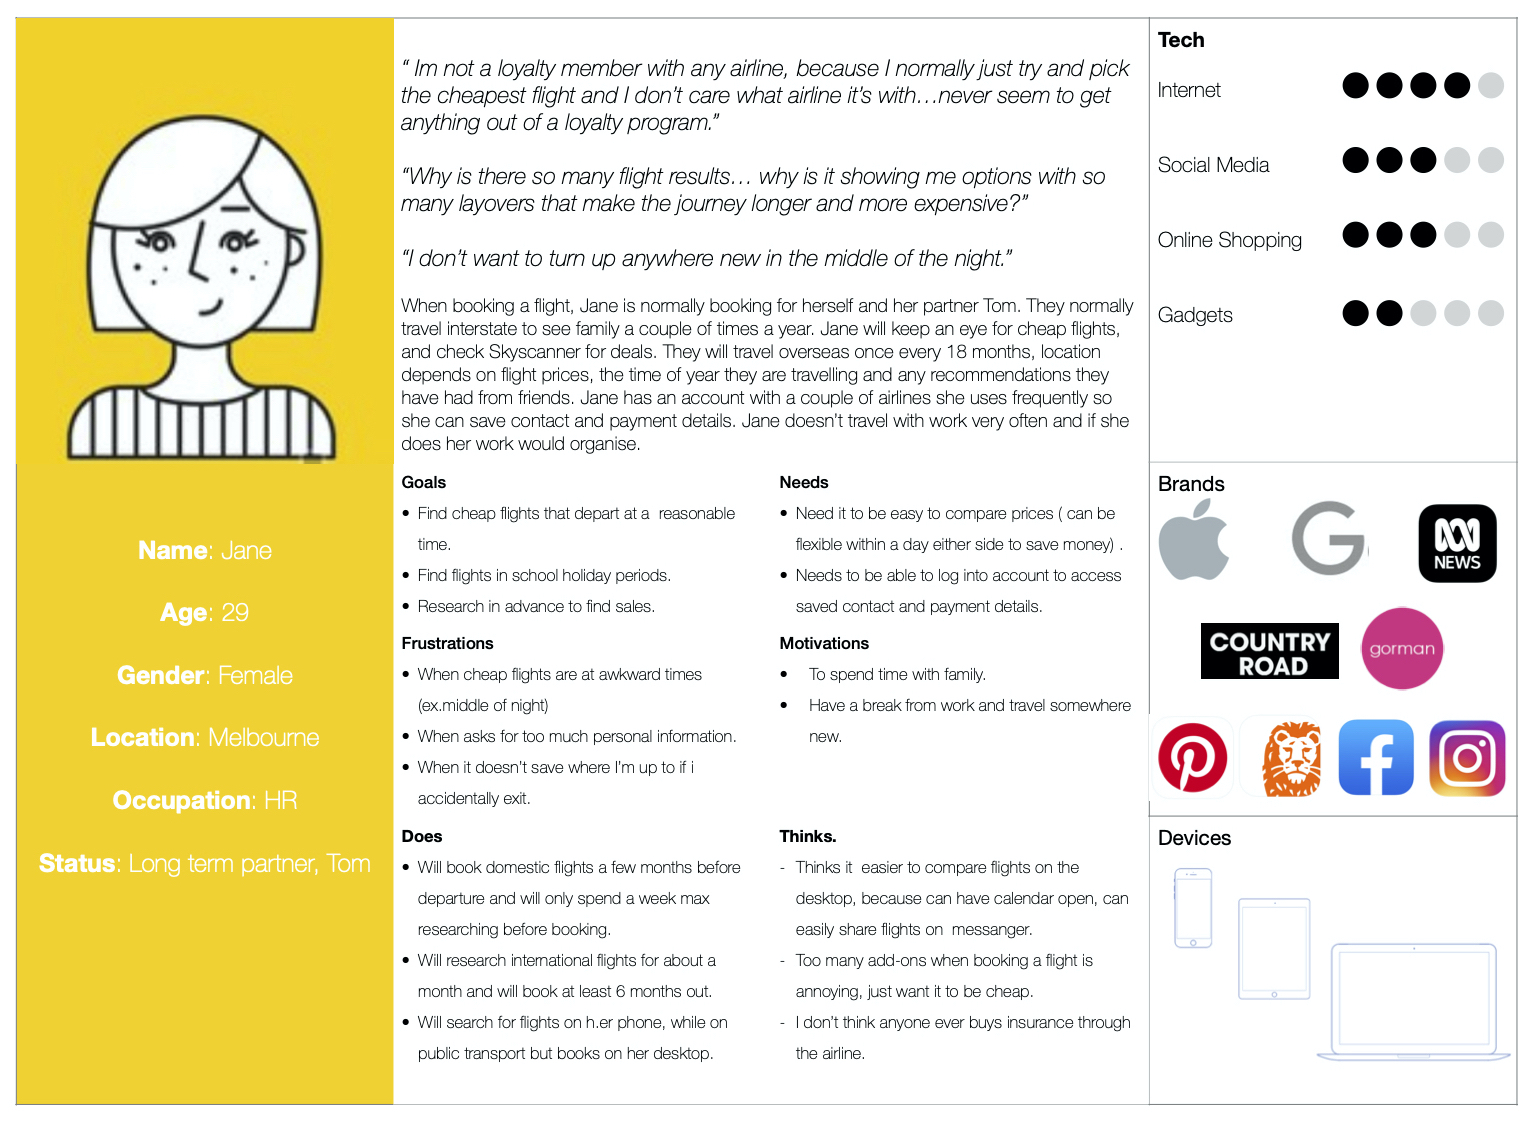 “ Im not a loyalty member with any airline, because I normally just try and pick
the cheapest flight and I don’t care what airline it’s with…never seem to get
anything out of a loyalty program.”
“Why is there so many flight results… why is it showing me options with so
many layovers that make the journey longer and more expensive?”
“I don’t want to turn up anywhere new in the middle of the night.”
When booking a flight, Jane is normally booking for herself and her partner Tom. They normally
travel interstate to see family a couple of times a year. Jane will keep an eye for cheap flights,
and check Skyscanner for deals. They will travel overseas once every 18 months, location
depends on flight prices, the time of year they are travelling and any recommendations they
have had from friends. Jane has an account with a couple of airlines she uses frequently so
she can save contact and payment details. Jane doesn’t travel with work very often and if she
does her work would organise.
Name: Jane
Age: 29
Gender: Female
Location: Melbourne
Occupation: HR
Status: Long term partner, Tom
Goals
• Find cheap flights that depart at a  reasonable
time.
• Find flights in school holiday periods.
• Research in advance to find sales.
Needs
• Need it to be easy to compare prices ( can be
flexible within a day either side to save money) .
• Needs to be able to log into account to access
saved contact and payment details.
Frustrations
• When cheap flights are at awkward times
(ex.middle of night)
• When asks for too much personal information.
• When it doesn’t save where I’m up to if i
accidentally exit.
Motivations
• To spend time with family.
• Have a break from work and travel somewhere
new.
Does
• Will book domestic flights a few months before
departure and will only spend a week max
researching before booking.
• Will research international flights for about a
month and will book at least 6 months out.
• Will search for flights on h.er phone, while on
public transport but books on her desktop.
Thinks.
- Thinks it  easier to compare flights on the
desktop, because can have calendar open, can
easily share flights on  messanger.
- Too many add-ons when booking a flight is
annoying, just want it to be cheap.
- I don’t think anyone ever buys insurance through
the airline.
Tech
Internet
Social Media
Online Shopping
Gadgets
Brands
G
NEWS
COUNTRY
ROAD
gorman
Devices